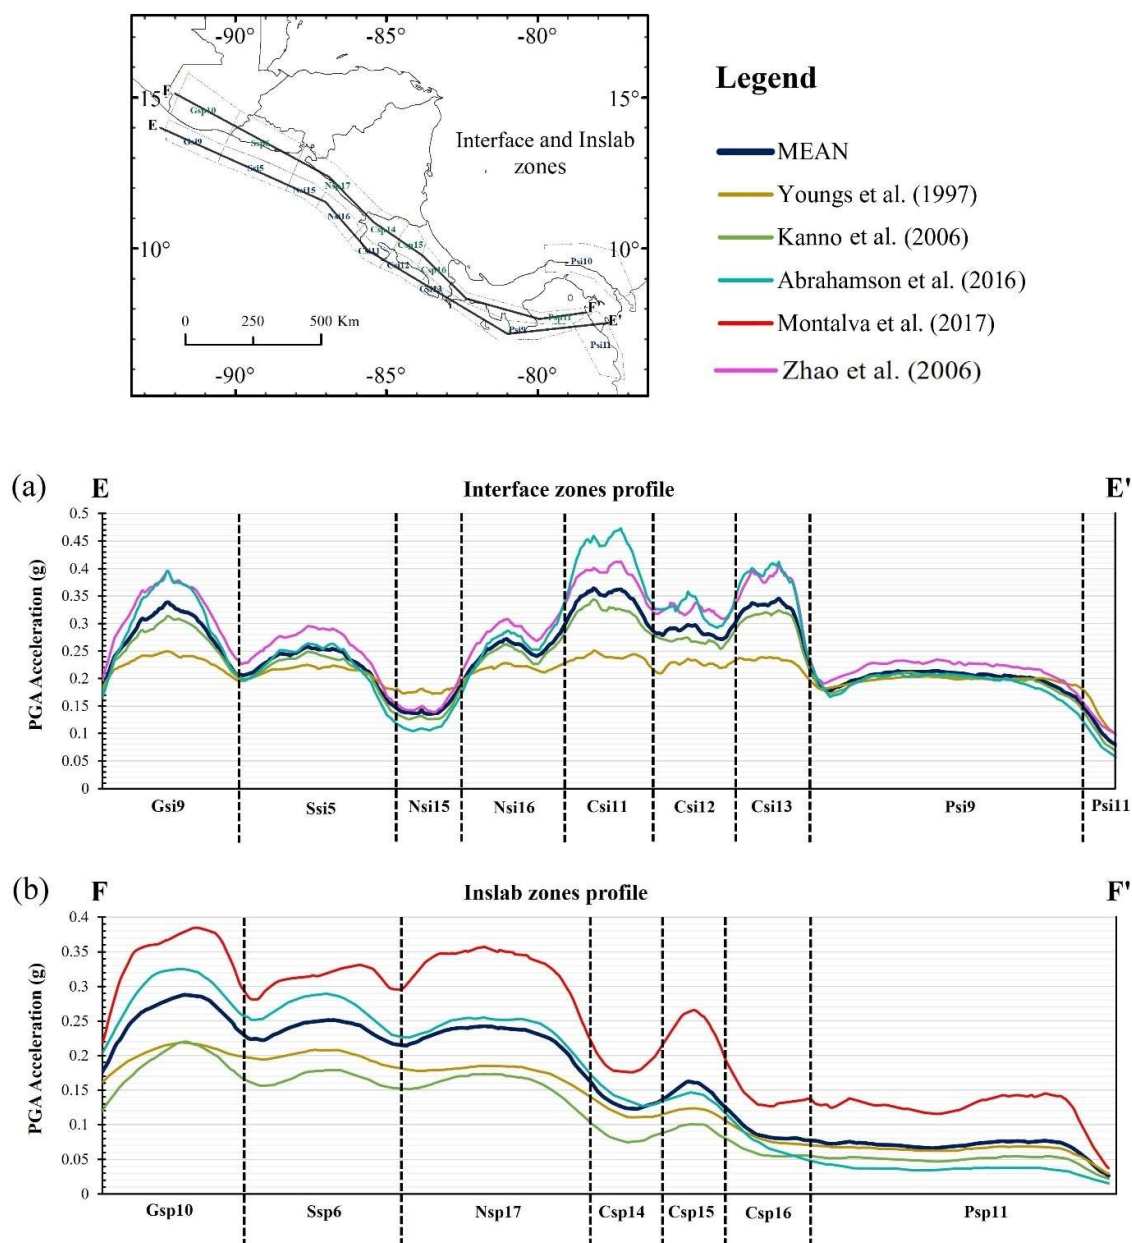 -90°
-85°
-80°
15°
15°
F
E
Gsp10
Gsi9
Ssp6
Ssi5
Nsp17
Nsi15
Nsi16
Interface and Inslab
zones
10°
10°
Csp14
Csp15
Csi11
Csi12
Csp16
Csi13
Psi10
F'
E'
Psp11
Psi9
Psi11
0
250
500 Km
-90°
-85°
-80°
Legend
MEAN
Youngs et al. (1997)
Kanno et al. (2006)
Abrahamson et al. (2016)
Montalva et al. (2017)
Zhao et al. (2006)
(a)
E
Interface zones profile
E'
PGA Acceleration (g)
0.5
0.45
0.4
0.35
0.3
0.25
0.2
0.15
0.1
0.05
0
Gsi9
Ssi5
Nsi15
Nsi16
Csi11
Csi12
Csi13
Psi9
Psi11
(b)
F
Inslab zones profile
F'
PGA Acceleration (g)
0.4
0.35
0.3
0.25
0.2
0.15
0.1
0.05
0
Gsp10
Ssp6
Nsp17
Csp14
Csp15
Csp16
Psp11